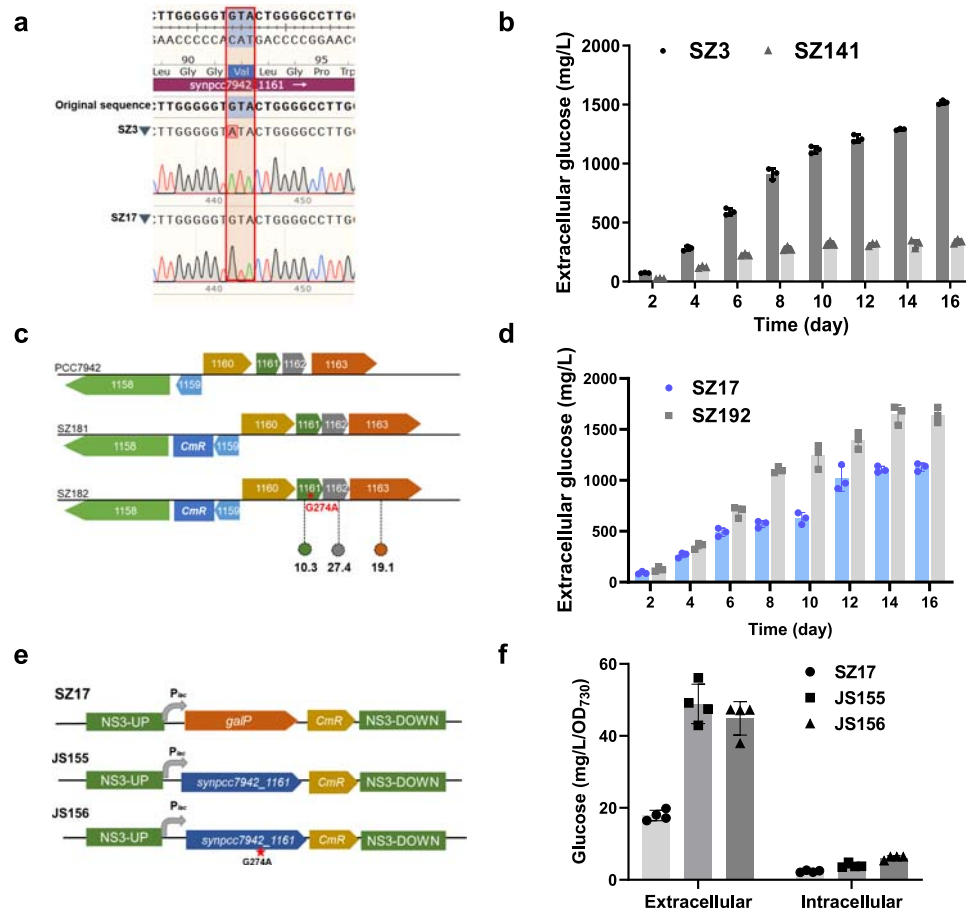 a
:TTGGGGGTGTACTGGGGCCTTG(
GAACCCCCACATGACCCCGGAAC(
90
95
Leu Gly Gly Val Leu Gly Pro Trp
synpcc7942_1161 →
Original sequence :TTGGGGGTGTACTGGGGCCTTG(
SZ3 :TTGGGGGTATACTGGGGCCTTG(
440 450
SZ17 CTTGGGGGTGTACTGGGGCCTTG(
440 450
b
SZ3 SZ141
Extracellular glucose (mg/L)
2000
1500
1000
500
0
2 4 6 8 10 12 14 16
Time (day)
c
PCC7942
1158 1159 1160 1161 1162 1163
SZ181
1158 CmR 1159 1160 1161 1162 1163
SZ182
1158 CmR 1159 1160 1161 1162 1163
G274A
10.3 27.4 19.1
d
SZ17
SZ192
Extracellular glucose (mg/L)
2000
1500
1000
500
0
2 4 6 8 10 12 14 16
Time (day)
e
SZ17
Plac
NS3-UP galP CmR NS3-DOWN
JS155
Plac
NS3-UP synpcc7942_1161 CmR NS3-DOWN
JS156
Plac
NS3-UP synpcc7942_1161 CmR NS3-DOWN
G274A
f
SZ17
JS155
JS156
Glucose (mg/L/OD730)
60
40
20
0
Extracellular Intracellular